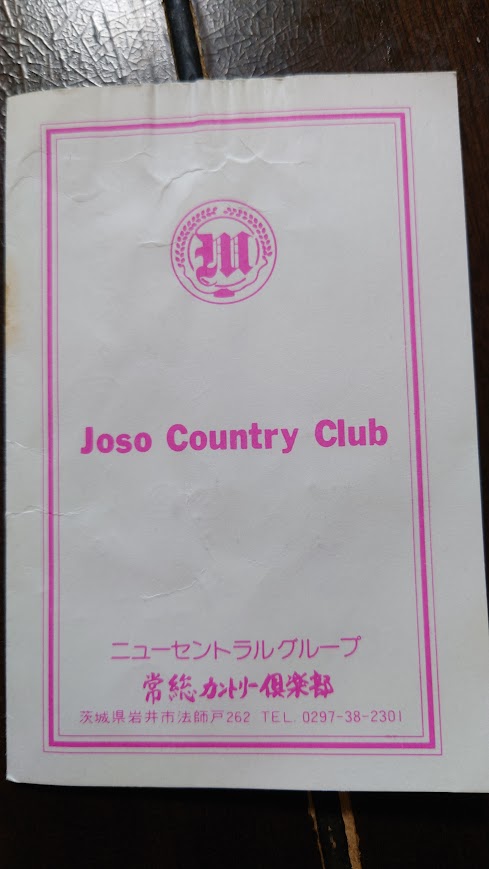 M
Joso Country Club
ニューセントラルグループ
常総カントリー倶楽部
茨城県岩井市法師戸262 TEL. 0297-38-2301